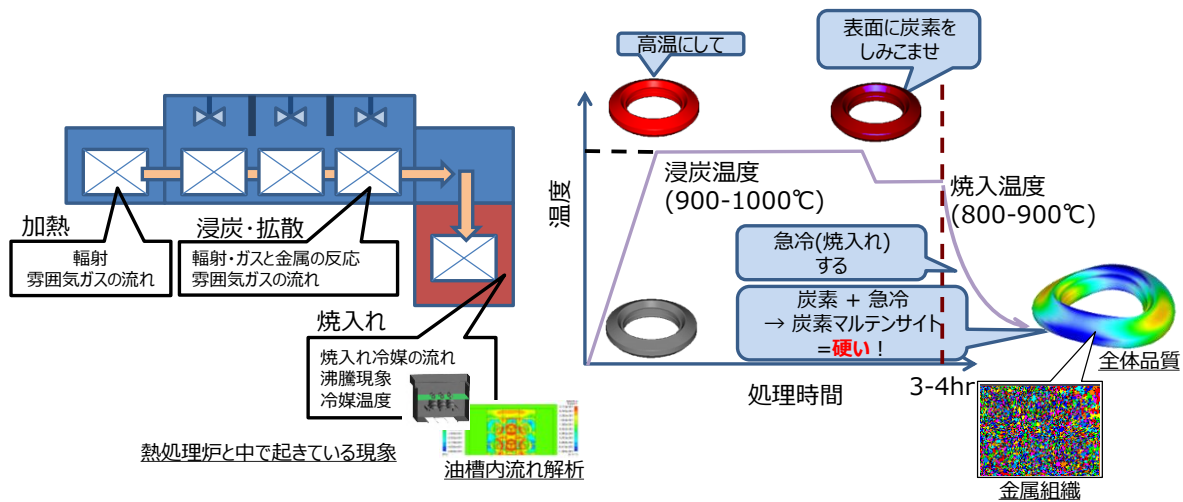 加熱
輻射
雰囲気ガスの流れ
浸炭・拡散
輻射・ガスと金属の反応
雰囲気ガスの流れ
焼入れ
焼入れ冷媒の流れ
沸騰現象
冷媒温度
熱処理炉と中で起きている現象
油槽内流れ解析
高温にして
表面に炭素を
しみこませ
温度
浸炭温度
(900-1000℃)
焼入温度
(800-900℃)
急冷(焼入れ)
する
炭素 + 急冷
→ 炭素マルテンサイト
=硬い！
処理時間
3-4hr
全体品質
金属組織